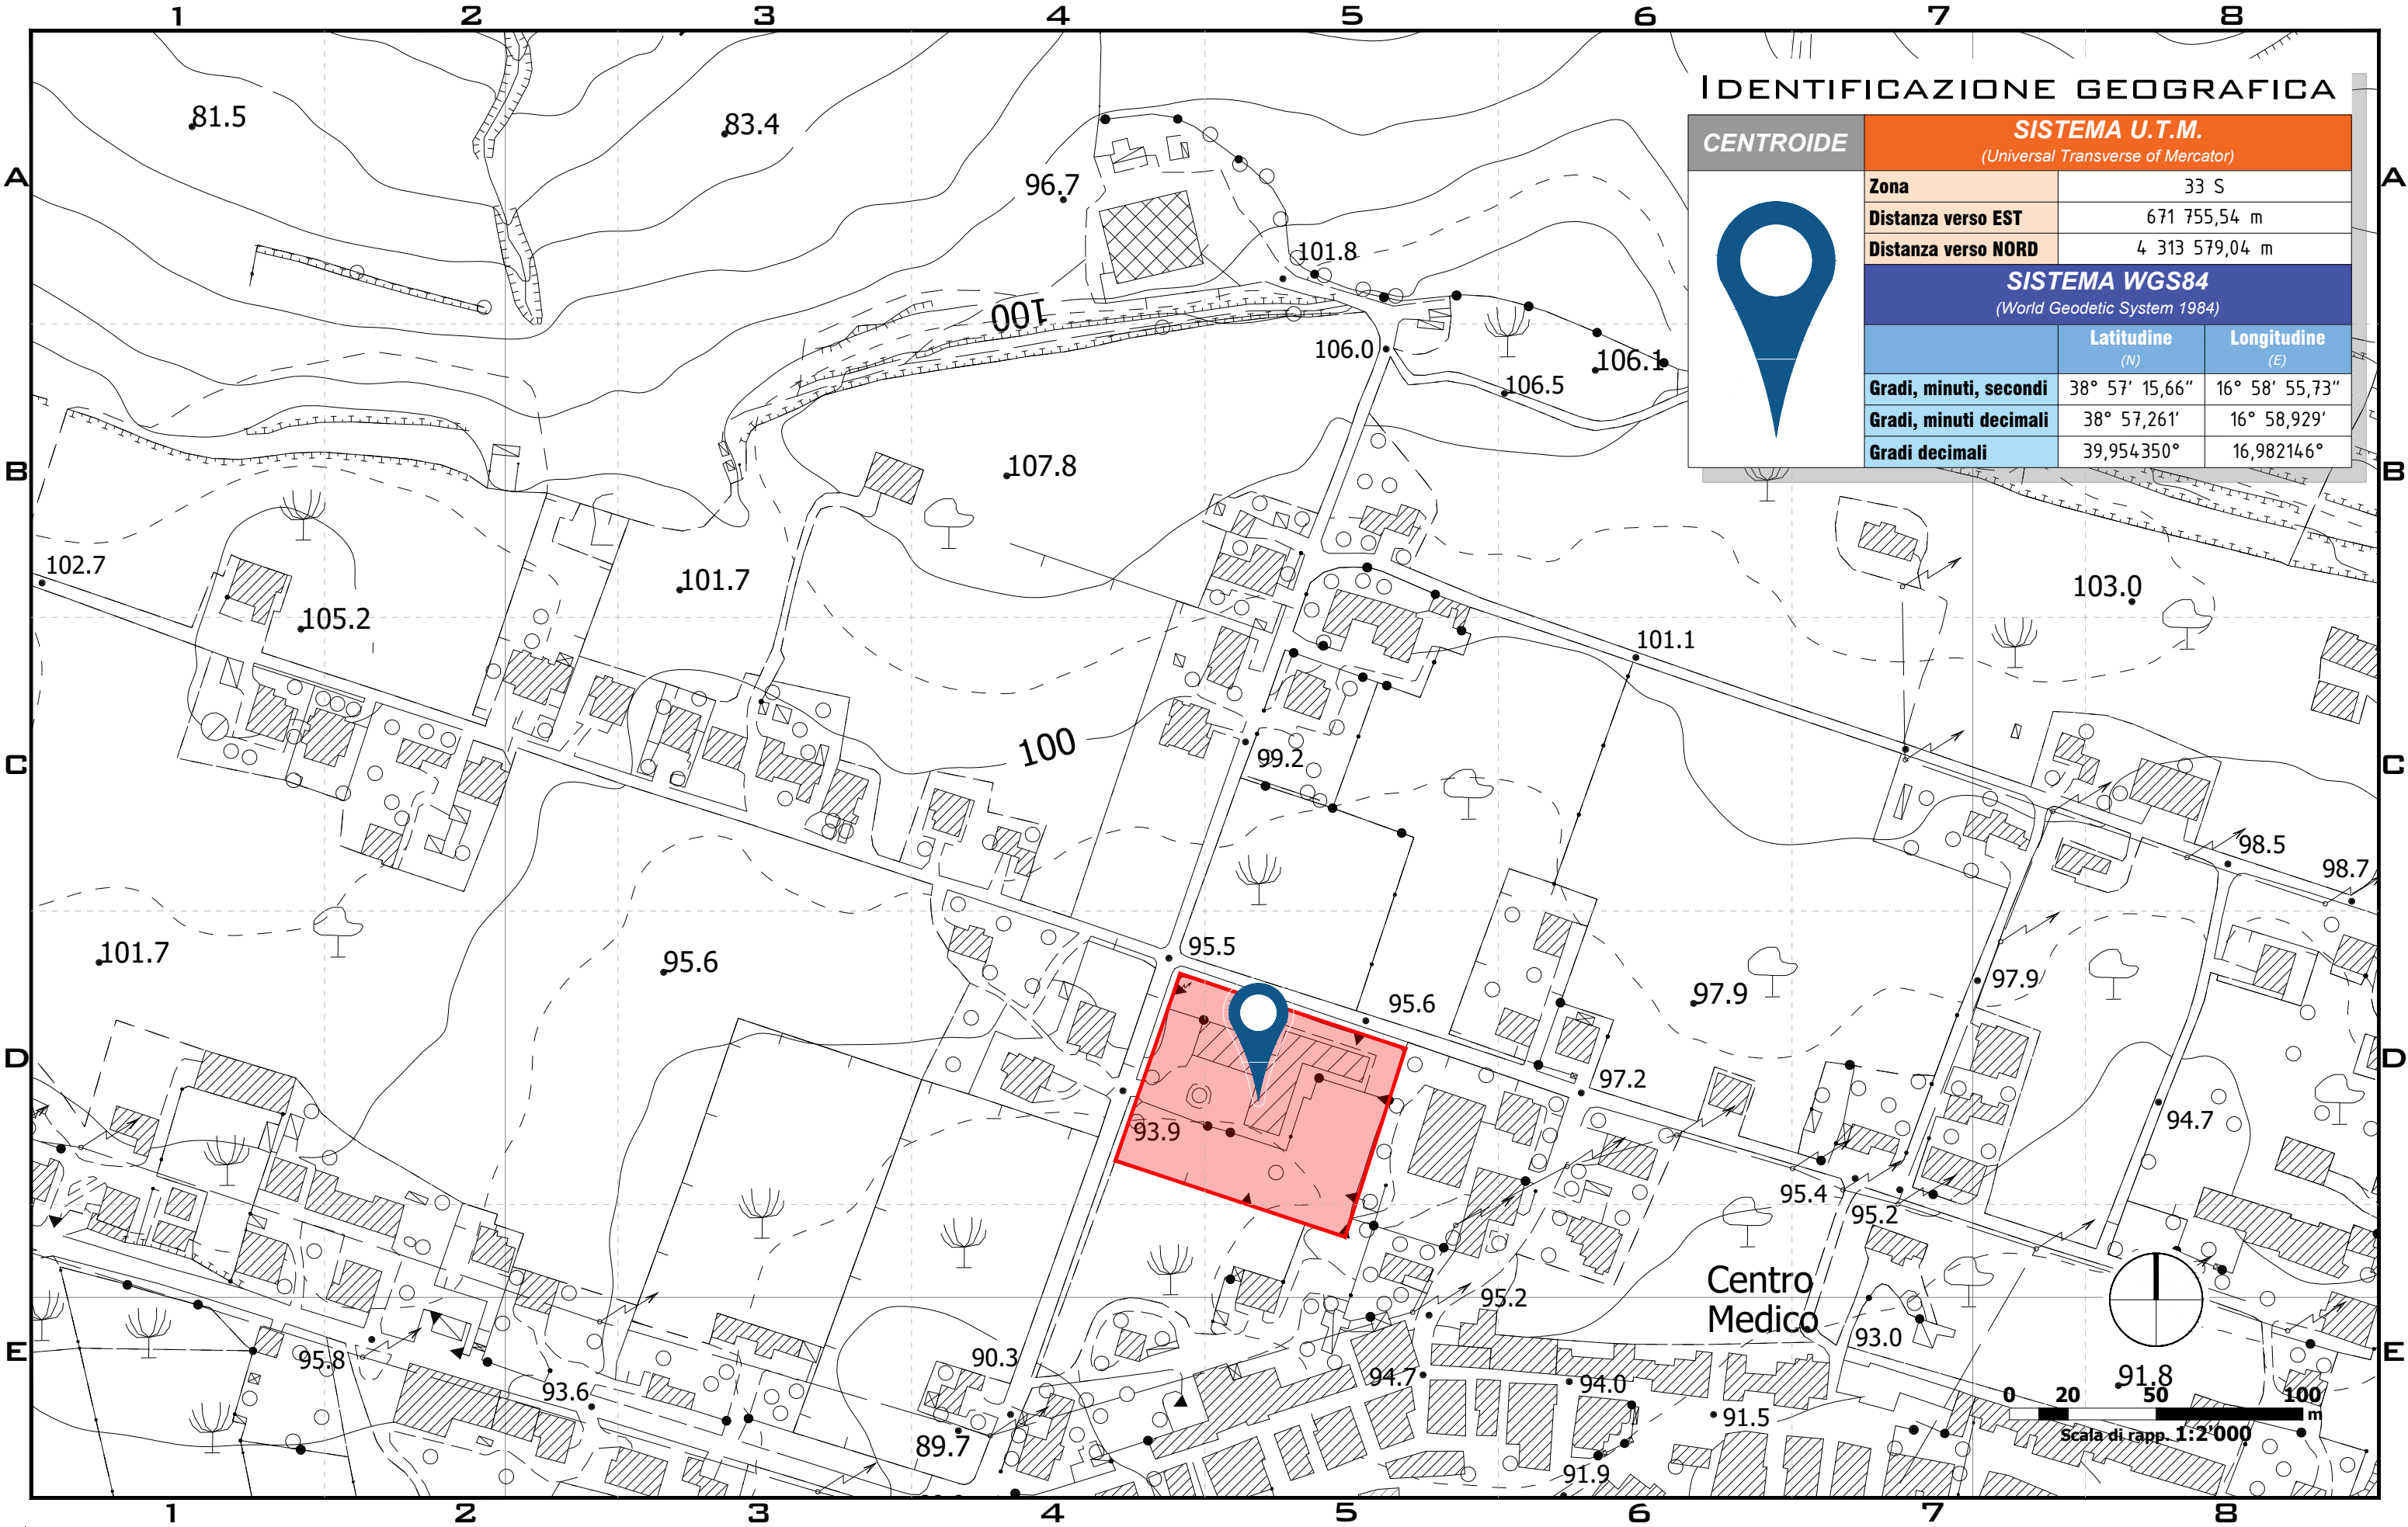 1 2 3 4 5 6 7 8
A A
B B
C C
D D
E E
IDENTIFICAZIONE GEOGRAFICA
CENTROIDE
SISTEMA U.T.M.
(Universal Transverse of Mercator)
Zona 33 S
Distanza verso EST 671 755,54 m
Distanza verso NORD 4 313 579,04 m
SISTEMA WGS84
(World Geodetic System 1984)
Latitudine Longitudine
(N) (E)
Gradi, minuti, secondi 38° 57' 15,66" 16° 58' 55,73"
Gradi, minuti decimali 38° 57,261' 16° 58,929'
Gradi decimali 39,954350° 16,982146°
81.5
83.4
96.7
101.8
100
106.0
106.1
106.5
107.8
102.7
101.7
103.0
105.2
101.1
100
99.2
98.5
98.7
101.7
95.6
95.5
95.6
97.9
97.9
97.2
93.9
94.7
95.4
95.2
Centro
Medico
95.2
93.0
95.8
90.3
94.7
94.0
91.8
93.6
91.5
89.7
91.9
0 20 50 100
m
Scala di rapp. 1:2'000
1 2 3 4 5 6 7 8